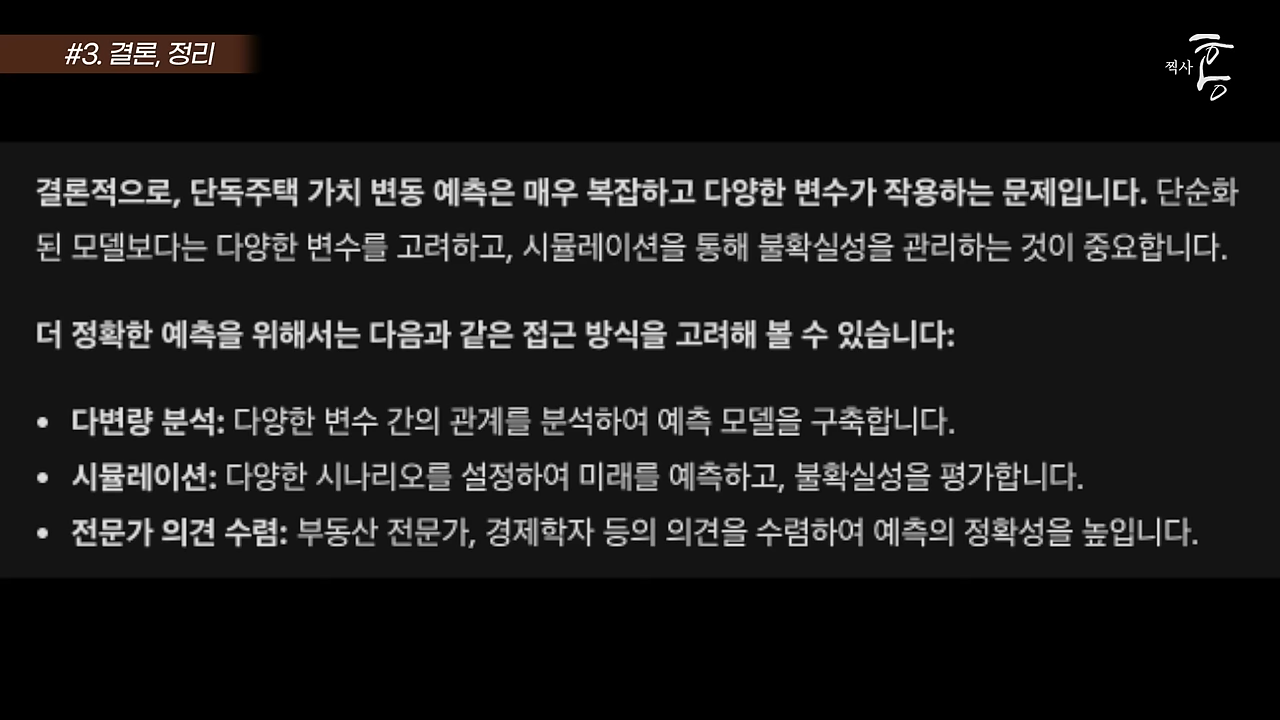 #3. 결론, 정리
찍사
홍
결론적으로, 단독주택 가치 변동 예측은 매우 복잡하고 다양한 변수가 작용하는 문제입니다. 단순화
된 모델보다는 다양한 변수를 고려하고, 시뮬레이션을 통해 불확실성을 관리하는 것이 중요합니다.
더 정확한 예측을 위해서는 다음과 같은 접근 방식을 고려해 볼 수 있습니다:
• 다변량 분석: 다양한 변수 간의 관계를 분석하여 예측 모델을 구축합니다.
• 시뮬레이션: 다양한 시나리오를 설정하여 미래를 예측하고, 불확실성을 평가합니다.
• 전문가 의견 수렴: 부동산 전문가, 경제학자 등의 의견을 수렴하여 예측의 정확성을 높입니다.